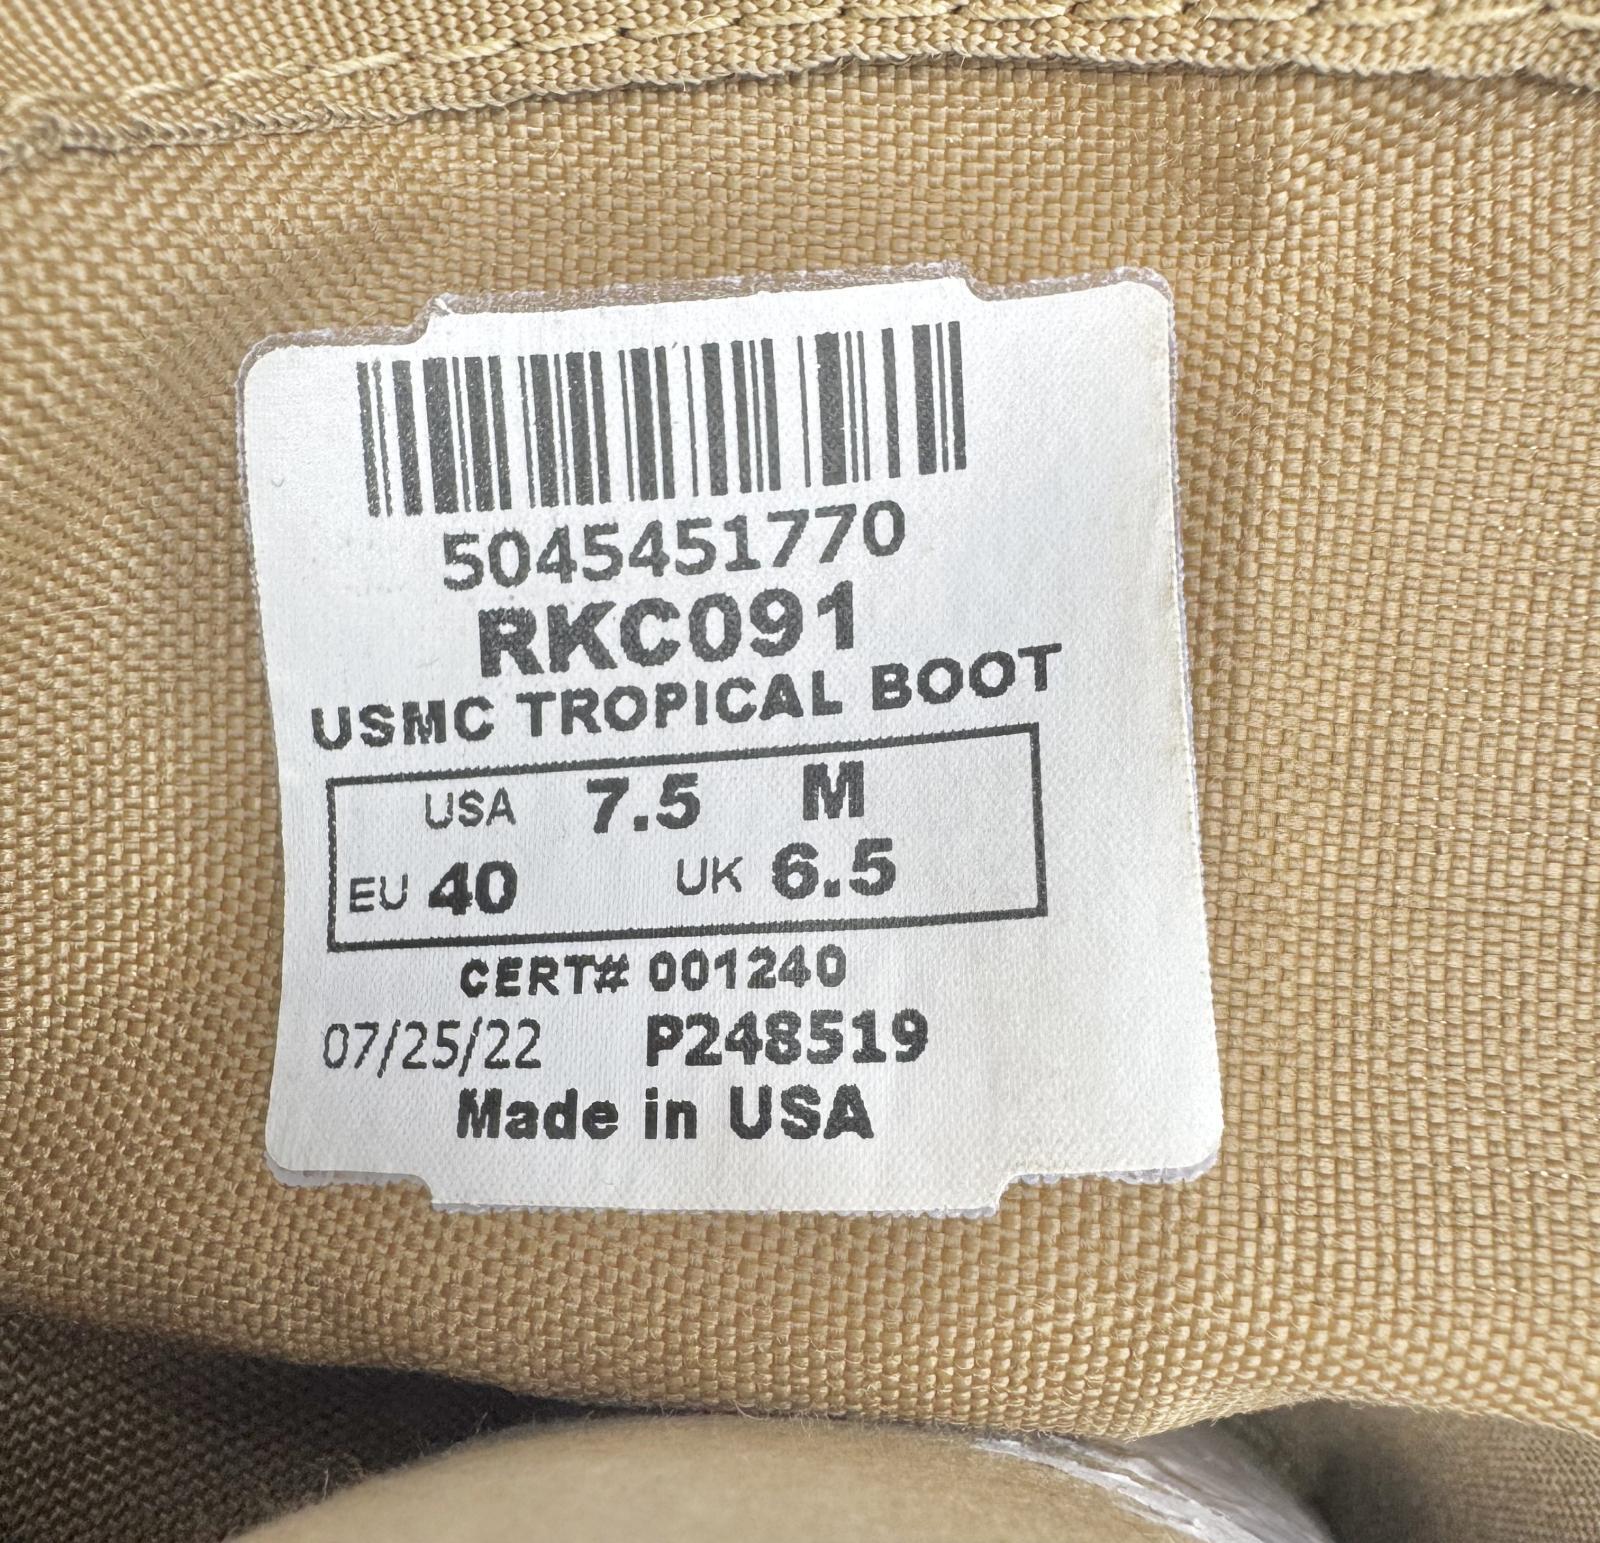 5045451770
RKC091
USMC TROPICAL BOOT
USA 7.5 M
EU 40 UK 6.5
CERT# 001240
07/25/22 P248519
Made in USA